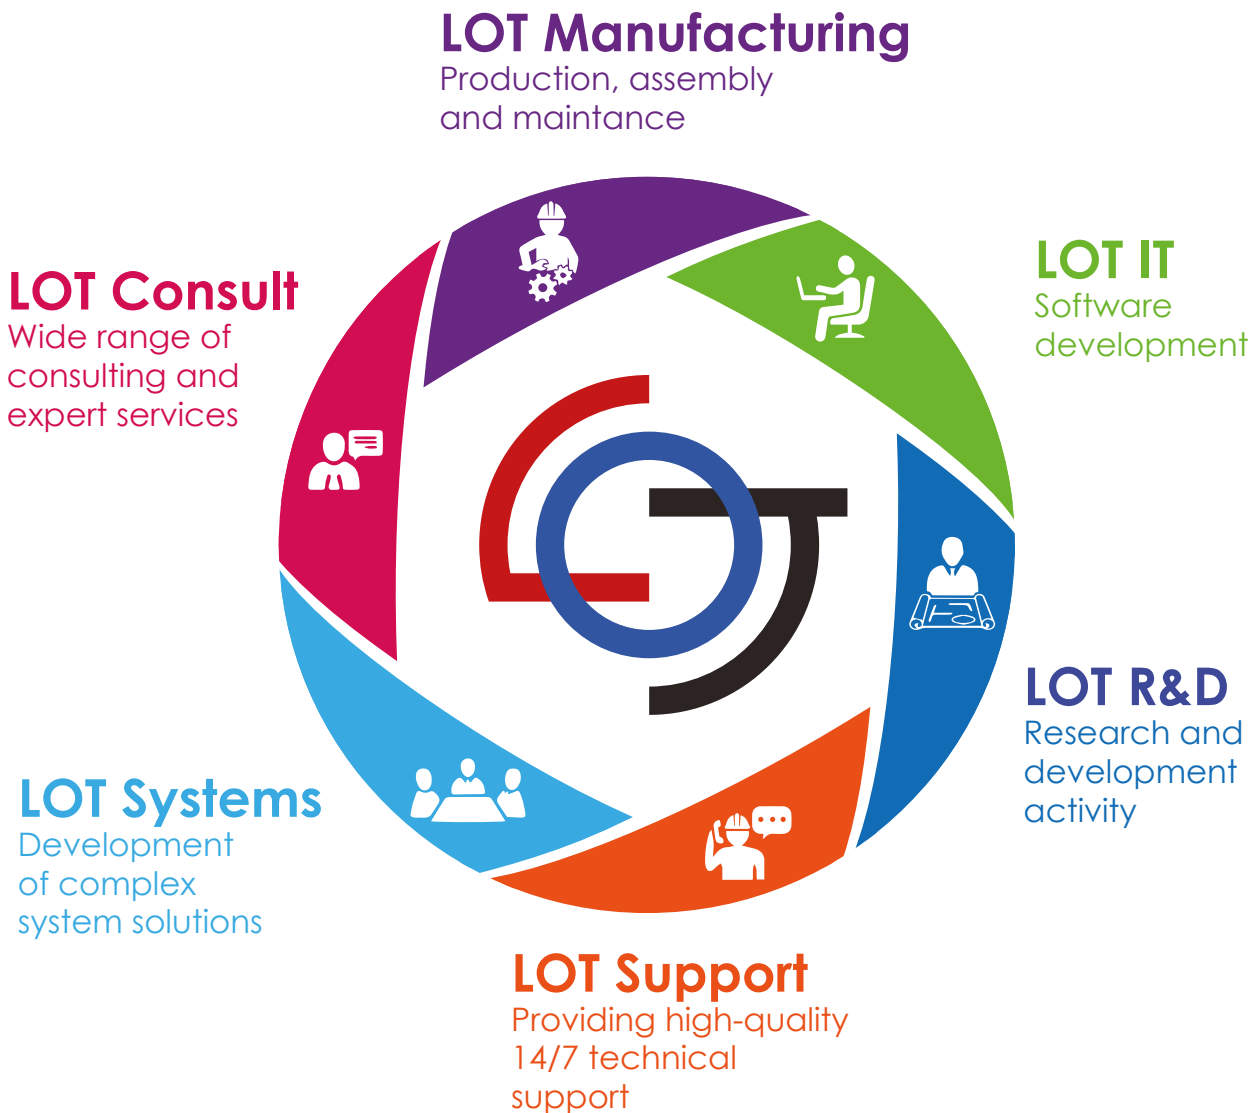 LOT Manufacturing
Production, assembly
and maintance
LOT IT
Software
development
LOT Consult
Wide range of
consulting and
expert services
LOT R&D
Research and
development
activity
LOT Systems
Development
of complex
system solutions
LOT Support
Providing high-quality
14/7 technical
support
LOT